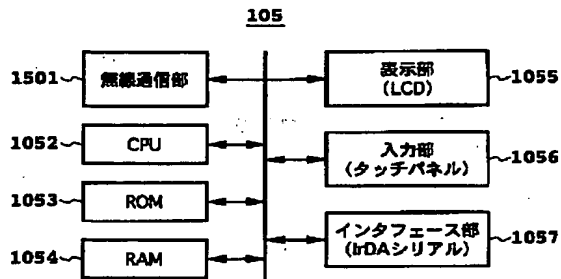 105
1501
無線通信部
1052
CPU
1053
ROM
1054
RAM
表示部
(LCD)
1055
入力部
(タッチパネル)
1056
インタフェース部
(IrDAシリアル)
1057